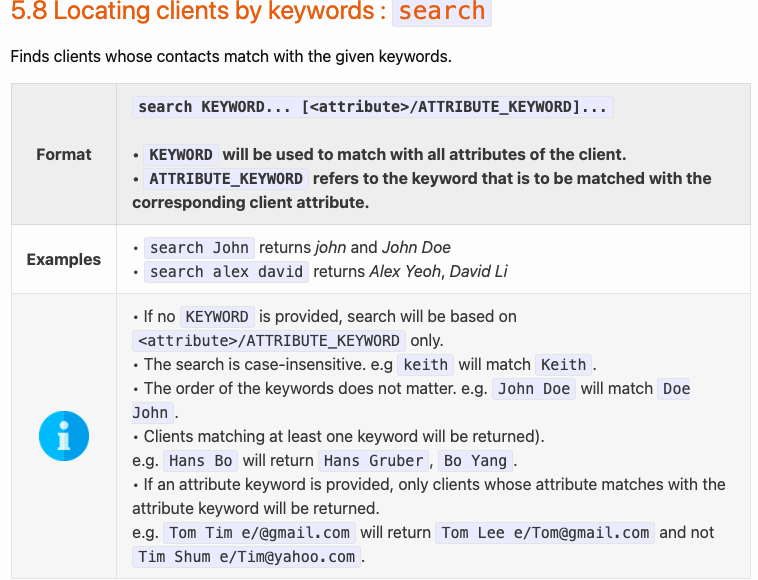 5.8 Locating clients by keywords : search
Finds clients whose contacts match with the given keywords.
Format
search KEYWORD... [<attribute>/ATTRIBUTE_KEYWORD]...
• KEYWORD will be used to match with all attributes of the client.
• ATTRIBUTE_KEYWORD refers to the keyword that is to be matched with the
corresponding client attribute.
Examples
• search John returns john and John Doe
• search alex david returns Alex Yeoh, David Li
• If no KEYWORD is provided, search will be based on
<attribute>/ATTRIBUTE_KEYWORD only.
• The search is case-insensitive. e.g keith will match Keith.
• The order of the keywords does not matter. e.g. John Doe will match Doe
John.
• Clients matching at least one keyword will be returned).
e.g. Hans Bo will return Hans Gruber, Bo Yang.
• If an attribute keyword is provided, only clients whose attribute matches with the
attribute keyword will be returned.
e.g. Tom Tim e/@gmail.com will return Tom Lee e/Tom@gmail.com and not
Tim Shum e/Tim@yahoo.com.